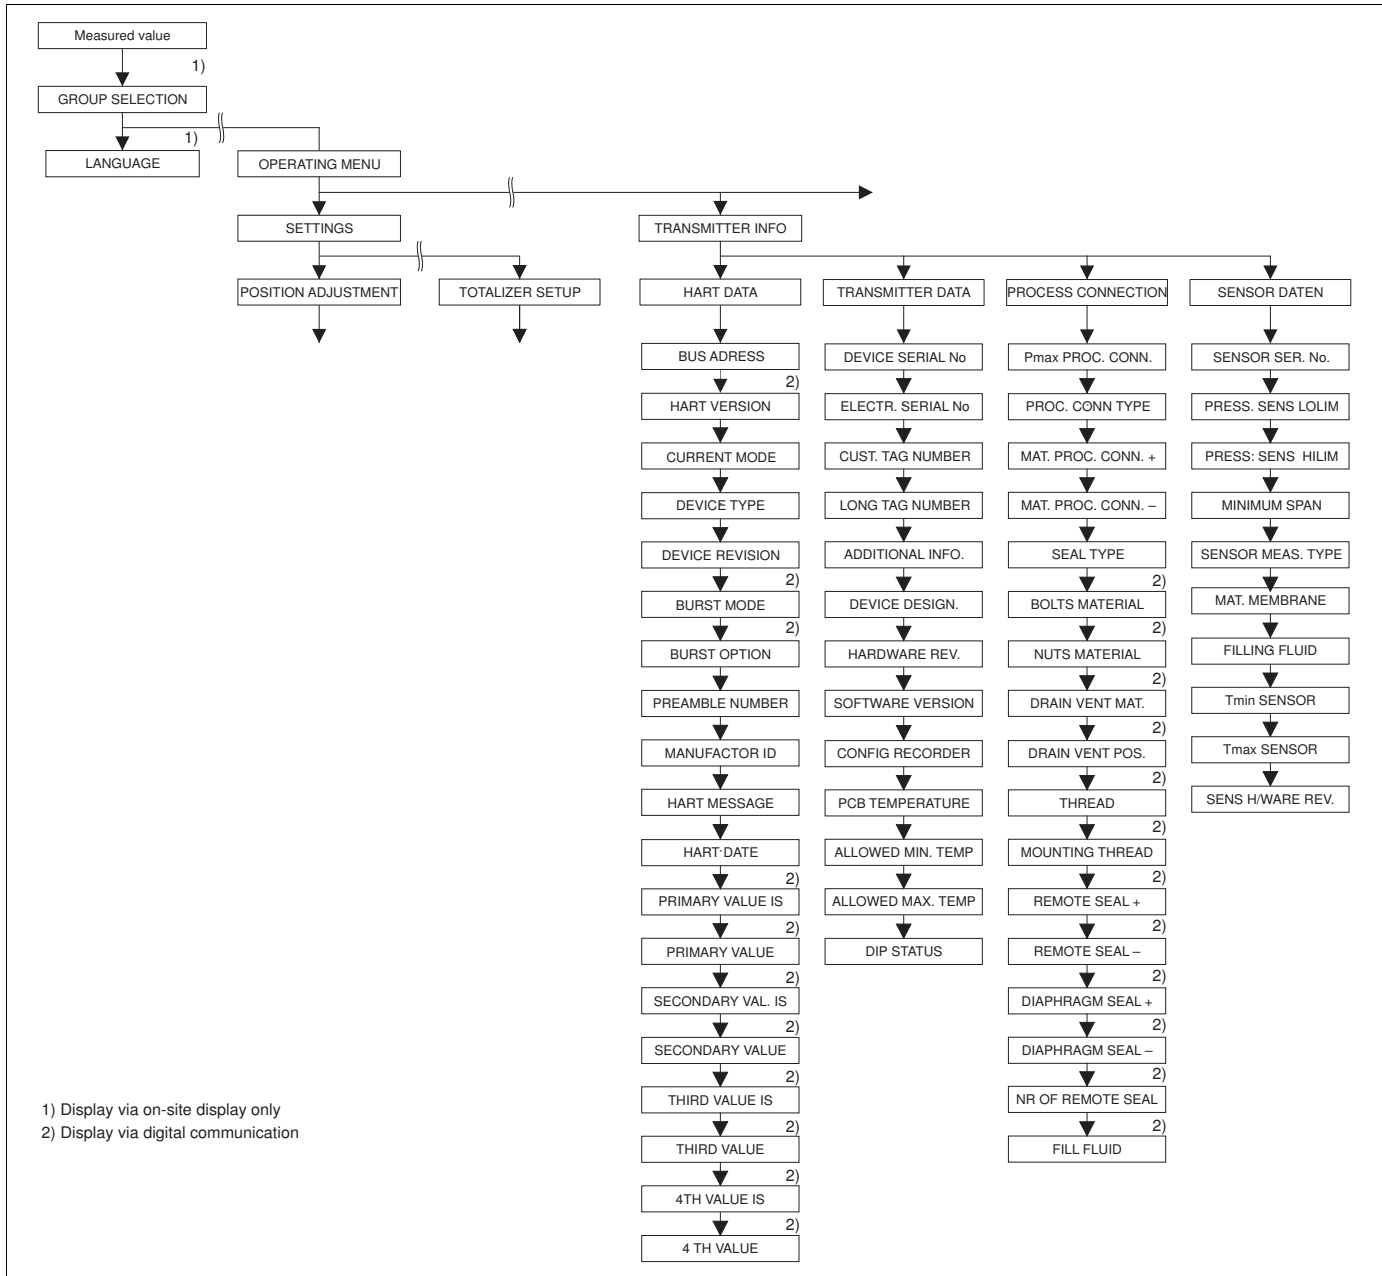 Measured value
1)
GROUP SELECTION
1)
LANGUAGE
OPERATING MENU
SETTINGS
TRANSMITTER INFO
POSITION ADJUSTMENT
TOTALIZER SETUP
HART DATA
TRANSMITTER DATA
PROCESS CONNECTION
SENSOR DATEN
BUS ADRESS
2)
HART VERSION
CURRENT MODE
DEVICE TYPE
DEVICE REVISION
2)
BURST MODE
2)
BURST OPTION
PREAMBLE NUMBER
MANUFACTOR ID
HART MESSAGE
HART-DATE
2)
PRIMARY VALUE IS
2)
PRIMARY VALUE
2)
SECONDARY VAL. IS
2)
SECONDARY VALUE
2)
THIRD VALUE IS
2)
THIRD VALUE
2)
4TH VALUE IS
2)
4 TH VALUE
DEVICE SERIAL No
ELECTR. SERIAL No
CUST. TAG NUMBER
LONG TAG NUMBER
ADDITIONAL INFO.
DEVICE DESIGN.
HARDWARE REV.
SOFTWARE VERSION
CONFIG RECORDER
PCB TEMPERATURE
ALLOWED MIN. TEMP
ALLOWED MAX. TEMP
DIP STATUS
Pmax PROC. CONN.
PROC. CONN TYPE
MAT. PROC. CONN. +
MAT. PROC. CONN. –
SEAL TYPE
2)
BOLTS MATERIAL
2)
NUTS MATERIAL
2)
DRAIN VENT MAT.
2)
DRAIN VENT POS.
2)
THREAD
2)
MOUNTING THREAD
2)
REMOTE SEAL +
2)
REMOTE SEAL –
2)
DIAPHRAGM SEAL +
2)
DIAPHRAGM SEAL –
2)
NR OF REMOTE SEAL
2)
FILL FLUID
SENSOR SER. No.
PRESS. SENS LOLIM
PRESS: SENS HILIM
MINIMUM SPAN
SENSOR MEAS. TYPE
MAT. MEMBRANE
FILLING FLUID
Tmin SENSOR
Tmax SENSOR
SENS H/WARE REV.
1) Display via on-site display only
2) Display via digital communication